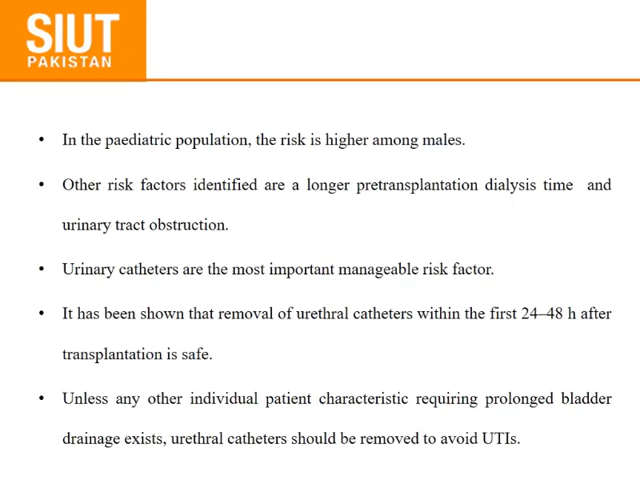 SIUT
PAKISTAN
• In the paediatric population, the risk is higher among males.
• Other risk factors identified are a longer pretransplantation dialysis time and
urinary tract obstruction.
• Urinary catheters are the most important manageable risk factor.
• It has been shown that removal of urethral catheters within the first 24–48 h after
transplantation is safe.
• Unless any other individual patient characteristic requiring prolonged bladder
drainage exists, urethral catheters should be removed to avoid UTIs.